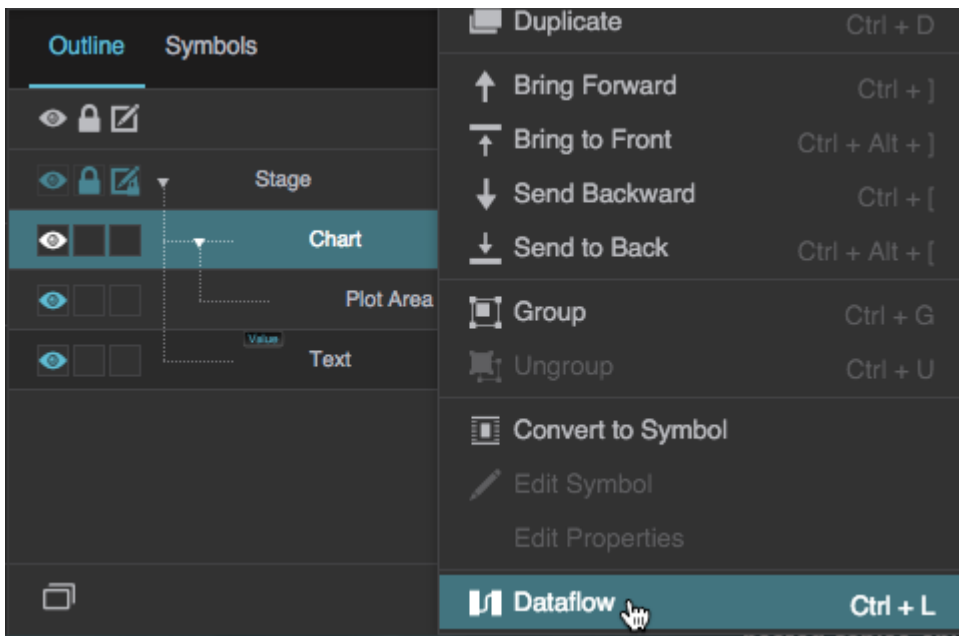 Outline Symbols
Stage
Chart
Plot Area
Value
Text
Duplicate Ctrl + D
Bring Forward Ctrl + ]
Bring to Front Ctrl + Alt + ]
Send Backward Ctrl + [
Send to Back Ctrl + Alt + [
Group Ctrl + G
Ungroup Ctrl + U
Convert to Symbol
Edit Symbol
Edit Properties
Dataflow Ctrl + L